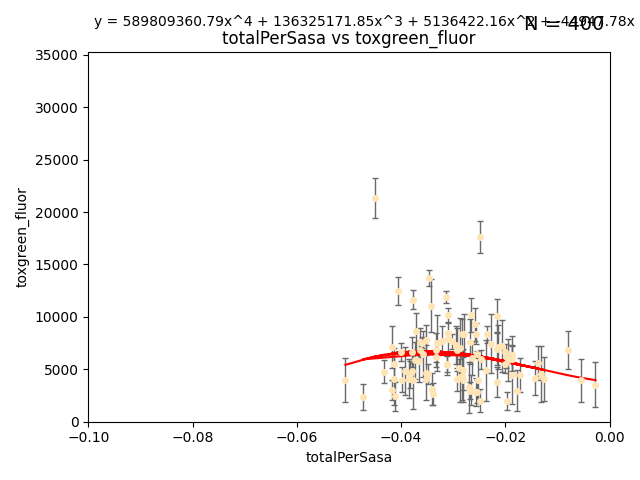 y = 589809360.79x^4 + 136325171.85x^3 + 5136422.16x^2 +
N = 400
totalPerSasa vs toxgreen_fluor
35000
30000
25000
20000
15000
10000
5000
0
toxgreen_fluor
−0.10
−0.08
−0.06
−0.04
−0.02
0.00
totalPerSasa